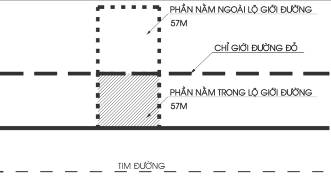 PHẦN NẰM NGOÀI LỘ GIỚI ĐƯỜNG
57M
CHỈ GIỚI ĐƯỜNG ĐỎ
PHẦN NẰM TRONG LỘ GIỚI ĐƯỜNG
57M
TIM ĐƯỜNG